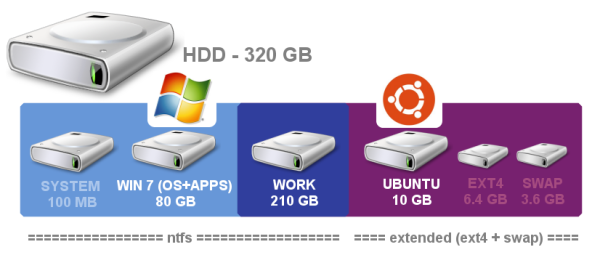 HDD - 320 GB
SYSTEM
100 MB
WIN 7 (OS+APPS)
80 GB
WORK
210 GB
UBUNTU
10 GB
EXT4
6.4 GB
SWAP
3.6 GB
================= ntfs ==================
==== extended (ext4 + swap) ====